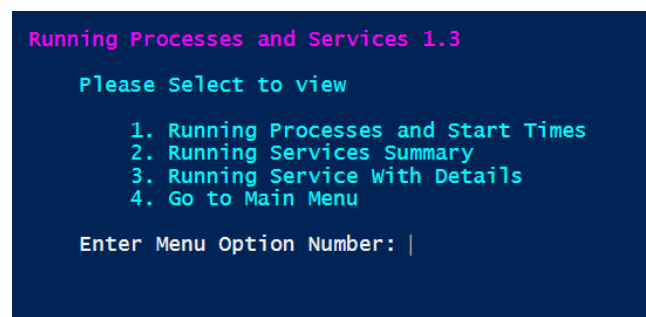 Running Processes and Services 1.3
Please Select to view
1. Running Processes and Start Times
2. Running Services Summary
3. Running Service With Details
4. Go to Main Menu
Enter Menu Option Number: